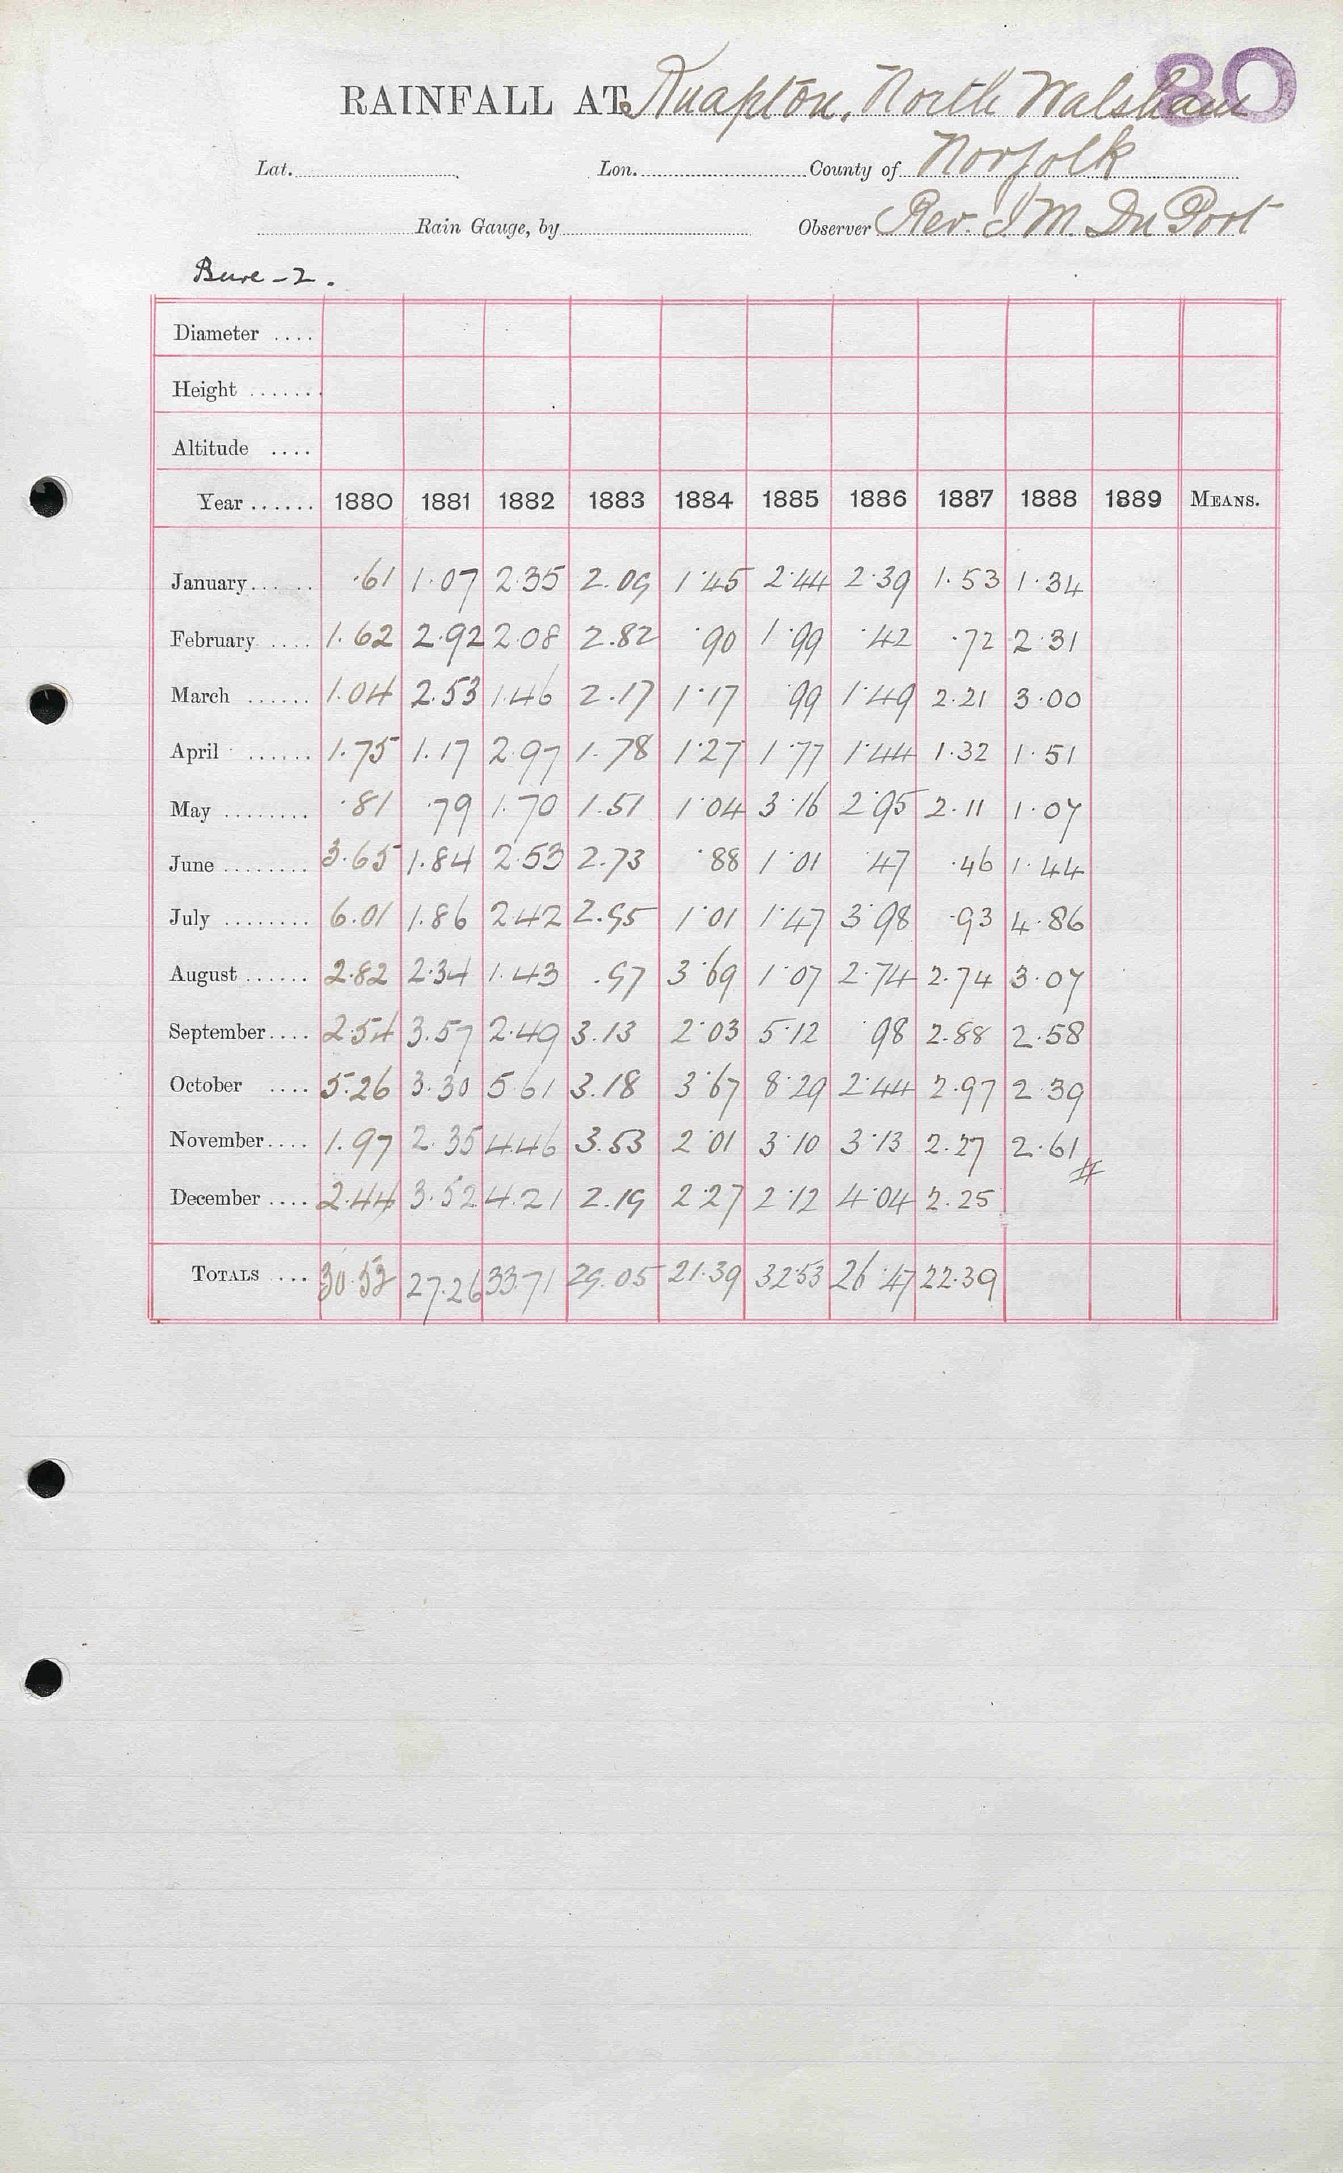 80
RAINFALL AT Knapton, North Walsham
Lat. Lon. County of Norfolk
Rain Gauge, by Observer Rev. J. M. Du Port
Bure - 2.
Diameter ....
Height .......
Altitude ....
Year ...... 1880 1881 1882 1883 1884 1885 1886 1887 1888 1889 MEANS.
January ...... .61 1.07 2.35 2.09 1.45 2.44 2.39 1.53 1.34
February .... 1.62 2.92 2.08 2.82 .90 1.99 .42 .72 2.31
March ...... 1.04 2.53 1.46 2.17 1.17 .99 1.49 2.21 3.00
April ...... 1.75 1.17 2.97 1.78 1.27 1.77 1.44 1.32 1.51
May ........ .81 .79 1.70 1.51 1.04 3.16 2.95 2.11 1.07
June ........ 3.65 1.84 2.53 2.73 .88 1.01 .47 .46 1.44
July ........ 6.01 1.86 2.42 2.95 1.01 1.47 3.98 .93 4.86
August ...... 2.82 2.34 1.43 .97 3.69 1.07 2.74 2.74 3.07
September .... 2.54 3.57 2.49 3.13 2.03 5.12 .98 2.88 2.58
October .... 5.26 3.30 5.61 3.18 3.67 8.29 2.44 2.97 2.39
November .... 1.97 2.35 4.46 3.53 2.01 3.10 3.13 2.27 2.61 #
December .... 2.44 3.52 4.21 2.19 2.27 2.12 4.04 2.25
TOTALS .... 30.52 27.26 33.71 29.05 21.39 32.53 26.47 22.39